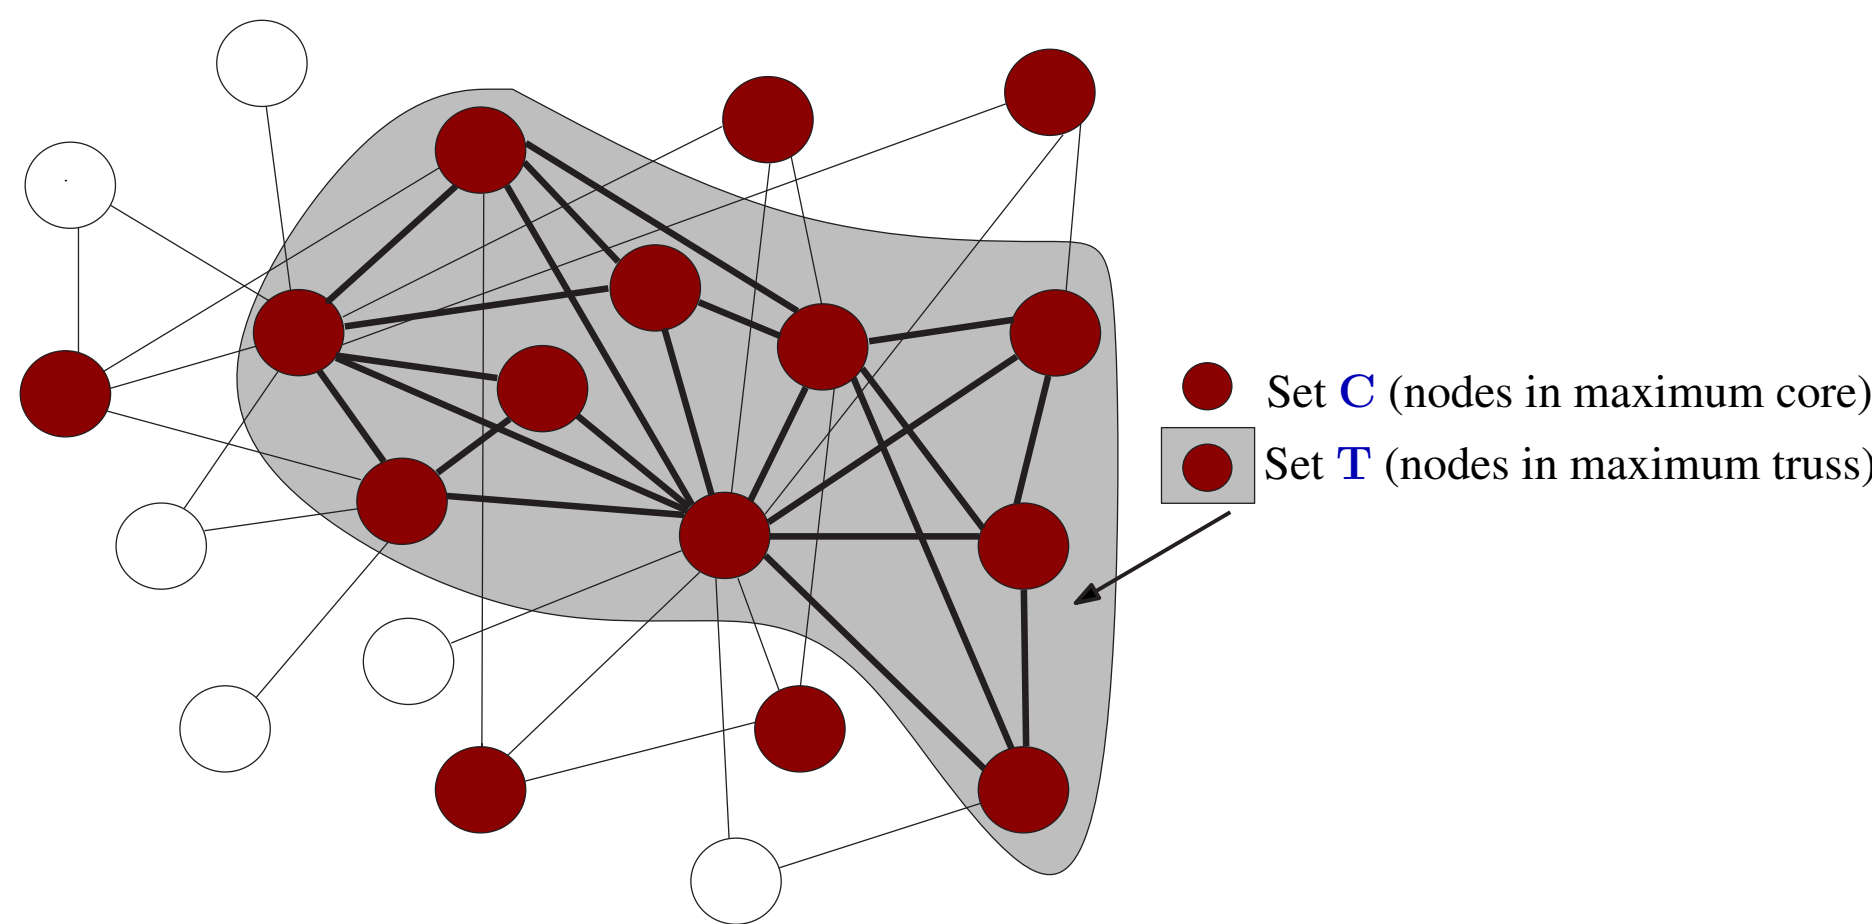 Set C (nodes in maximum core)
Set T (nodes in maximum truss)